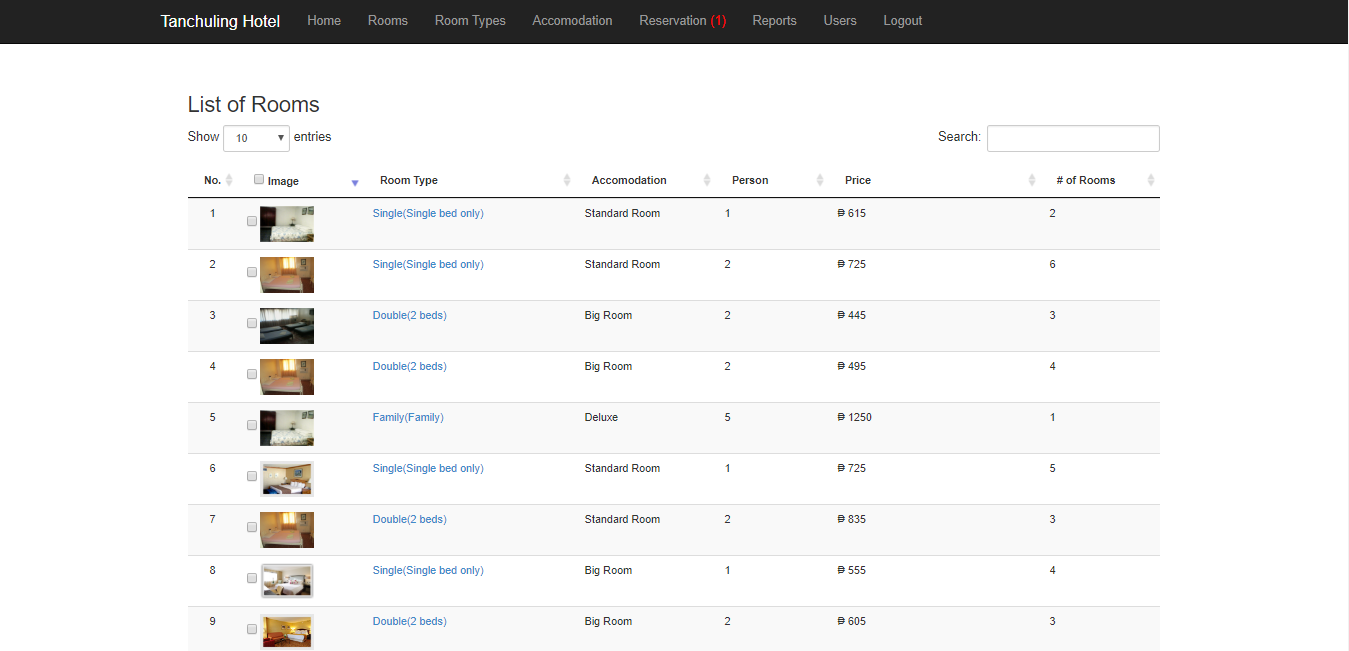 Tanchuling Hotel Home Rooms Room Types Accomodation Reservation (1) Reports Users Logout
List of Rooms
Show 10 entries Search:
No. Image Room Type Accomodation Person Price # of Rooms
1 Single(Single bed only) Standard Room 1 ₱ 615 2
2 Single(Single bed only) Standard Room 2 ₱ 725 6
3 Double(2 beds) Big Room 2 ₱ 445 3
4 Double(2 beds) Big Room 2 ₱ 495 4
5 Family(Family) Deluxe 5 ₱ 1250 1
6 Single(Single bed only) Standard Room 1 ₱ 725 5
7 Double(2 beds) Standard Room 2 ₱ 835 3
8 Single(Single bed only) Big Room 1 ₱ 555 4
9 Double(2 beds) Big Room 2 ₱ 605 3